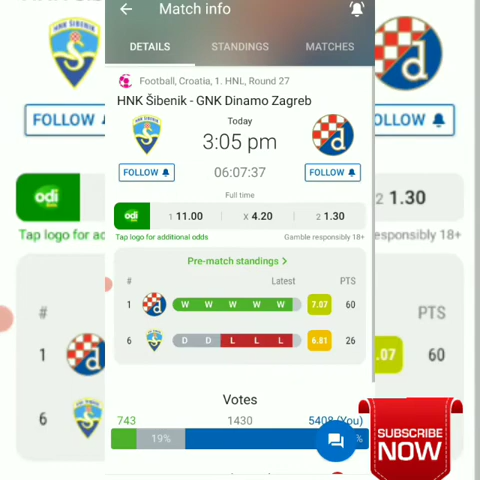 Match info
DETAILS
STANDINGS
MATCHES
Football, Croatia, 1. HNL, Round 27
HNK Šibenik - GNK Dinamo Zagreb
Today
3:05 pm
FOLLOW
06:07:37
FOLLOW
Full time
odi
1 11.00
X 4.20
2 1.30
Tap logo for additional odds
Gamble responsibly 18+
Pre-match standings >
#
Latest
PTS
1
W W W W W
7.07
60
6
D D L L L
6.81
26
Votes
743
1430
5408 (You)
19%
%
SUBSCRIBE
NOW
FOLLOW
odi
Tap logo for ad
#
1
6
2 1.30
esponsibly 18+
PTS
.07
60
26